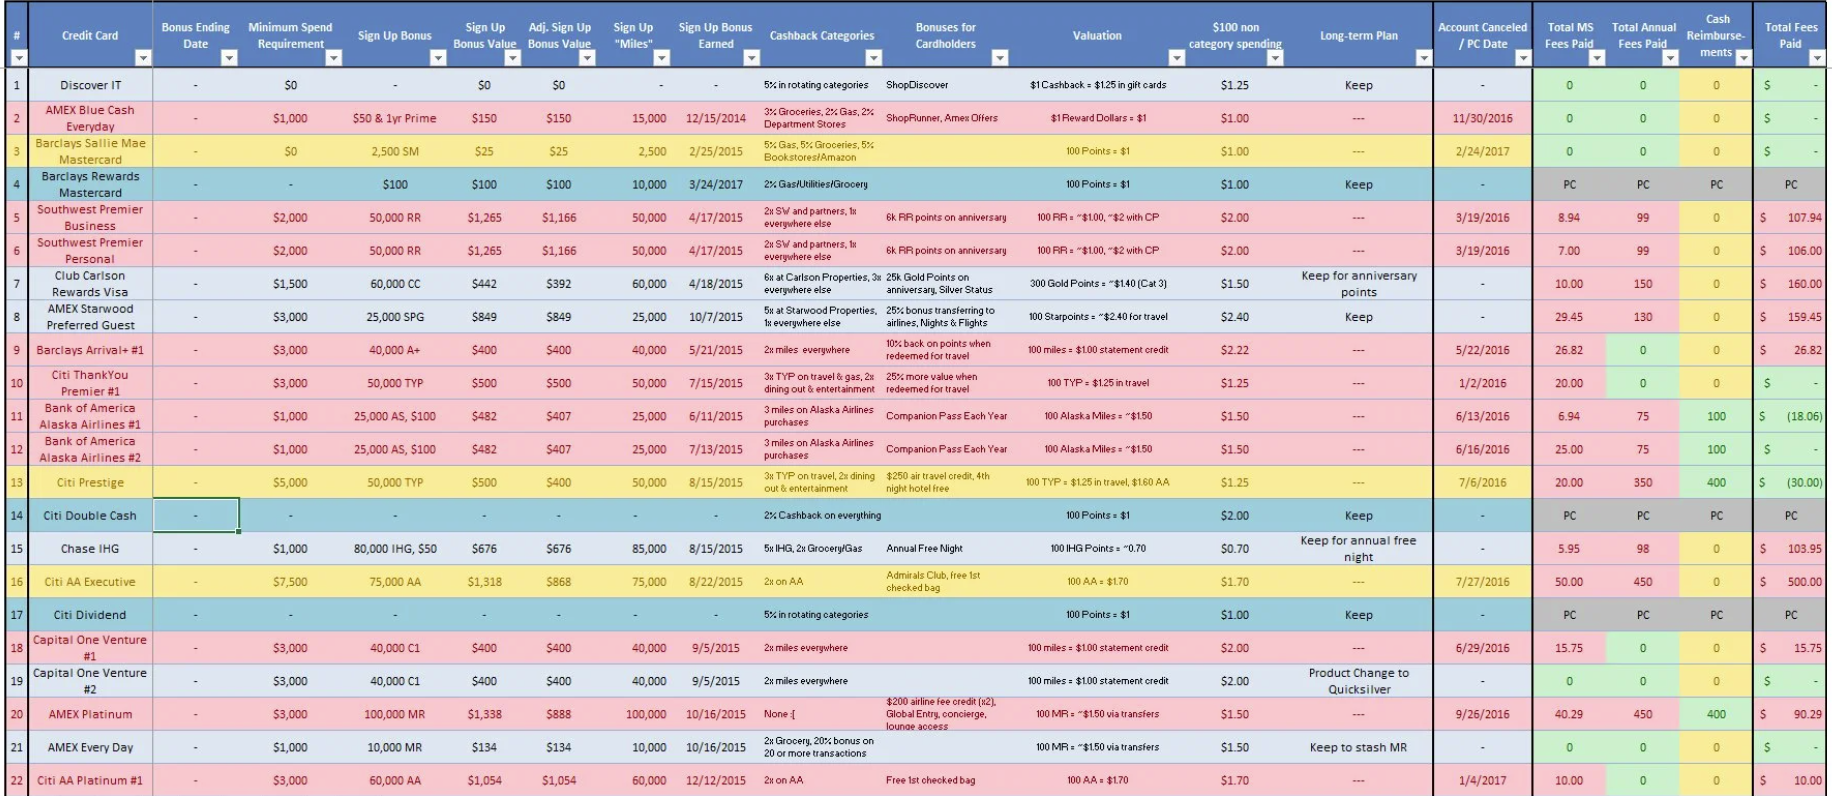 # Credit Card Bonus Ending Date Minimum Spend Requirement Sign Up Bonus Sign Up Bonus Value Adj. Sign Up Bonus Value Sign Up "Miles" Sign Up Bonus Earned Cashback Categories Bonuses for Cardholders Valuation $100 non category spending Long-term Plan Account Canceled / PC Date Total MS Fees Paid Total Annual Fees Paid Cash Reimburse-ments Total Fees Paid
1 Discover IT - $0 - $0 $0 - - 5% in rotating categories ShopDiscover $1 Cashback = $1.25 in gift cards $1.25 Keep - 0 0 0 $ -
2 AMEX Blue Cash Everyday - $1,000 $50 & 1yr Prime $150 $150 15,000 12/15/2014 3% Groceries, 2% Gas, 2% Department Stores ShopRunner, Amex Offers $1 Reward Dollars = $1 $1.00 --- 11/30/2016 0 0 0 $ -
3 Barclays Sallie Mae Mastercard - $0 2,500 SM $25 $25 2,500 2/25/2015 5% Gas, 5% Groceries, 5% Bookstores/Amazon 100 Points = $1 $1.00 --- 2/24/2017 0 0 0 $ -
4 Barclays Rewards Mastercard - - $100 $100 $100 10,000 3/24/2017 2% Gas/Utilities/Grocery 100 Points = $1 $1.00 Keep - PC PC PC PC
5 Southwest Premier Business - $2,000 50,000 RR $1,265 $1,166 50,000 4/17/2015 2x SW and partners, 1x everywhere else 6k RR points on anniversary 100 RR = ~$1.00, ~$2 with CP $2.00 --- 3/19/2016 8.94 99 0 $ 107.94
6 Southwest Premier Personal - $2,000 50,000 RR $1,265 $1,166 50,000 4/17/2015 2x SW and partners, 1x everywhere else 6k RR points on anniversary 100 RR = ~$1.00, ~$2 with CP $2.00 --- 3/19/2016 7.00 99 0 $ 106.00
7 Club Carlson Rewards Visa - $1,500 60,000 CC $442 $392 60,000 4/18/2015 6x at Carlson Properties, 3x everywhere else 25k Gold Points on anniversary, Silver Status 300 Gold Points = ~$1.40 (Cat 3) $1.50 Keep for anniversary points - 10.00 150 0 $ 160.00
8 AMEX Starwood Preferred Guest - $3,000 25,000 SPG $849 $849 25,000 10/7/2015 5x at Starwood Properties, 1x everywhere else 25% bonus transferring to airlines, Nights & Flights 100 Starpoints = ~$2.40 for travel $2.40 Keep - 29.45 130 0 $ 159.45
9 Barclays Arrival+ #1 - $3,000 40,000 A+ $400 $400 40,000 5/21/2015 2x miles everywhere 10% back on points when redeemed for travel 100 miles = $1.00 statement credit $2.22 --- 5/22/2016 26.82 0 0 $ 26.82
10 Citi ThankYou Premier #1 - $3,000 50,000 TYP $500 $500 50,000 7/15/2015 3x TYP on travel & gas, 2x dining out & entertainment 25% more value when redeemed for travel 100 TYP = $1.25 in travel $1.25 --- 1/2/2016 20.00 0 0 $ -
11 Bank of America Alaska Airlines #1 - $1,000 25,000 AS, $100 $482 $407 25,000 6/11/2015 3 miles on Alaska Airlines purchases Companion Pass Each Year 100 Alaska Miles = ~$1.50 $1.50 --- 6/13/2016 6.94 75 100 $ (18.06)
12 Bank of America Alaska Airlines #2 - $1,000 25,000 AS, $100 $482 $407 25,000 7/13/2015 3 miles on Alaska Airlines purchases Companion Pass Each Year 100 Alaska Miles = ~$1.50 $1.50 --- 6/16/2016 25.00 75 100 $ -
13 Citi Prestige - $5,000 50,000 TYP $500 $400 50,000 8/15/2015 3x TYP on travel, 2x dining out & entertainment $250 air travel credit, 4th night hotel free 100 TYP = $1.25 in travel, $1.60 AA $1.25 --- 7/6/2016 20.00 350 400 $ (30.00)
14 Citi Double Cash - - - - - - - 2% Cashback on everything 100 Points = $1 $2.00 Keep - PC PC PC PC
15 Chase IHG - $1,000 80,000 IHG, $50 $676 $676 85,000 8/15/2015 5x IHG, 2x Grocery/Gas Annual Free Night 100 IHG Points = ~0.70 $0.70 Keep for annual free night - 5.95 98 0 $ 103.95
16 Citi AA Executive - $7,500 75,000 AA $1,318 $868 75,000 8/22/2015 2x on AA Admirals Club, free 1st checked bag 100 AA = $1.70 $1.70 --- 7/27/2016 50.00 450 0 $ 500.00
17 Citi Dividend - - - - - - - 5% in rotating categories 100 Points = $1 $1.00 Keep - PC PC PC PC
18 Capital One Venture #1 - $3,000 40,000 C1 $400 $400 40,000 9/5/2015 2x miles everywhere 100 miles = $1.00 statement credit $2.00 --- 6/29/2016 15.75 0 0 $ 15.75
19 Capital One Venture #2 - $3,000 40,000 C1 $400 $400 40,000 9/5/2015 2x miles everywhere 100 miles = $1.00 statement credit $2.00 Product Change to Quicksilver - 0 0 0 $ -
20 AMEX Platinum - $3,000 100,000 MR $1,338 $888 100,000 10/16/2015 None :[ $200 airline fee credit (x2), Global Entry, concierge, lounge access 100 MR = ~$1.50 via transfers $1.50 --- 9/26/2016 40.29 450 400 $ 90.29
21 AMEX Every Day - $1,000 10,000 MR $134 $134 10,000 10/16/2015 2x Grocery, 20% bonus on 20 or more transactions 100 MR = ~$1.50 via transfers $1.50 Keep to stash MR - 0 0 0 $ -
22 Citi AA Platinum #1 - $3,000 60,000 AA $1,054 $1,054 60,000 12/12/2015 2x on AA Free 1st checked bag 100 AA = $1.70 $1.70 --- 1/4/2017 10.00 0 0 $ 10.00